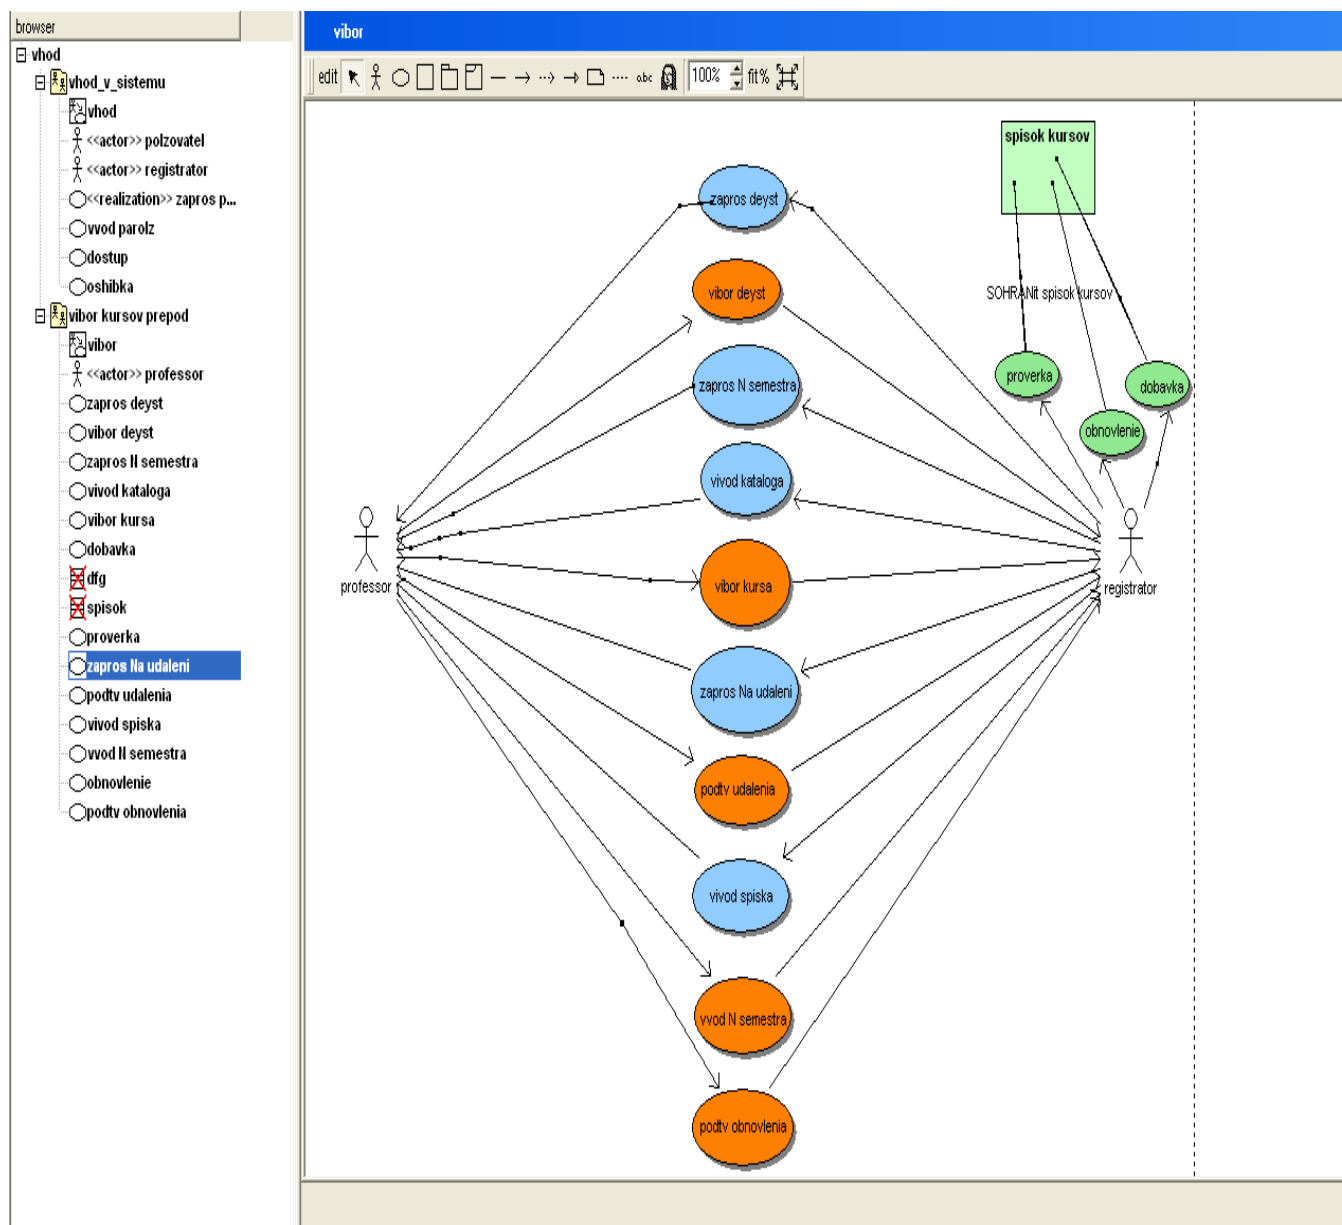 browser
vhod
vhod_v_sistemu
vhod
<<actor>> polzovatel
<<actor>> registrator
<<realization>> zapros p...
vvod parolz
dostup
oshibka
vibor kursov prepod
vibor
<<actor>> professor
zapros deyst
vibor deyst
zapros N semestra
vivod kataloga
vibor kursa
dobavka
dfg
spisok
proverka
zapros Na udaleni
podtv udalenia
vivod spiska
vvod N semestra
obnovlenie
podtv obnovlenia
vibor
edit
abc
100%
fit%
spisok kursov
zapros deyst
vibor deyst
SOHRANit spisok kursov
zapros N semestra
proverka
dobavka
obnovlenie
vivod kataloga
professor
vibor kursa
registrator
zapros Na udaleni
podtv udalenia
vivod spiska
vvod N semestra
podtv obnovlenia